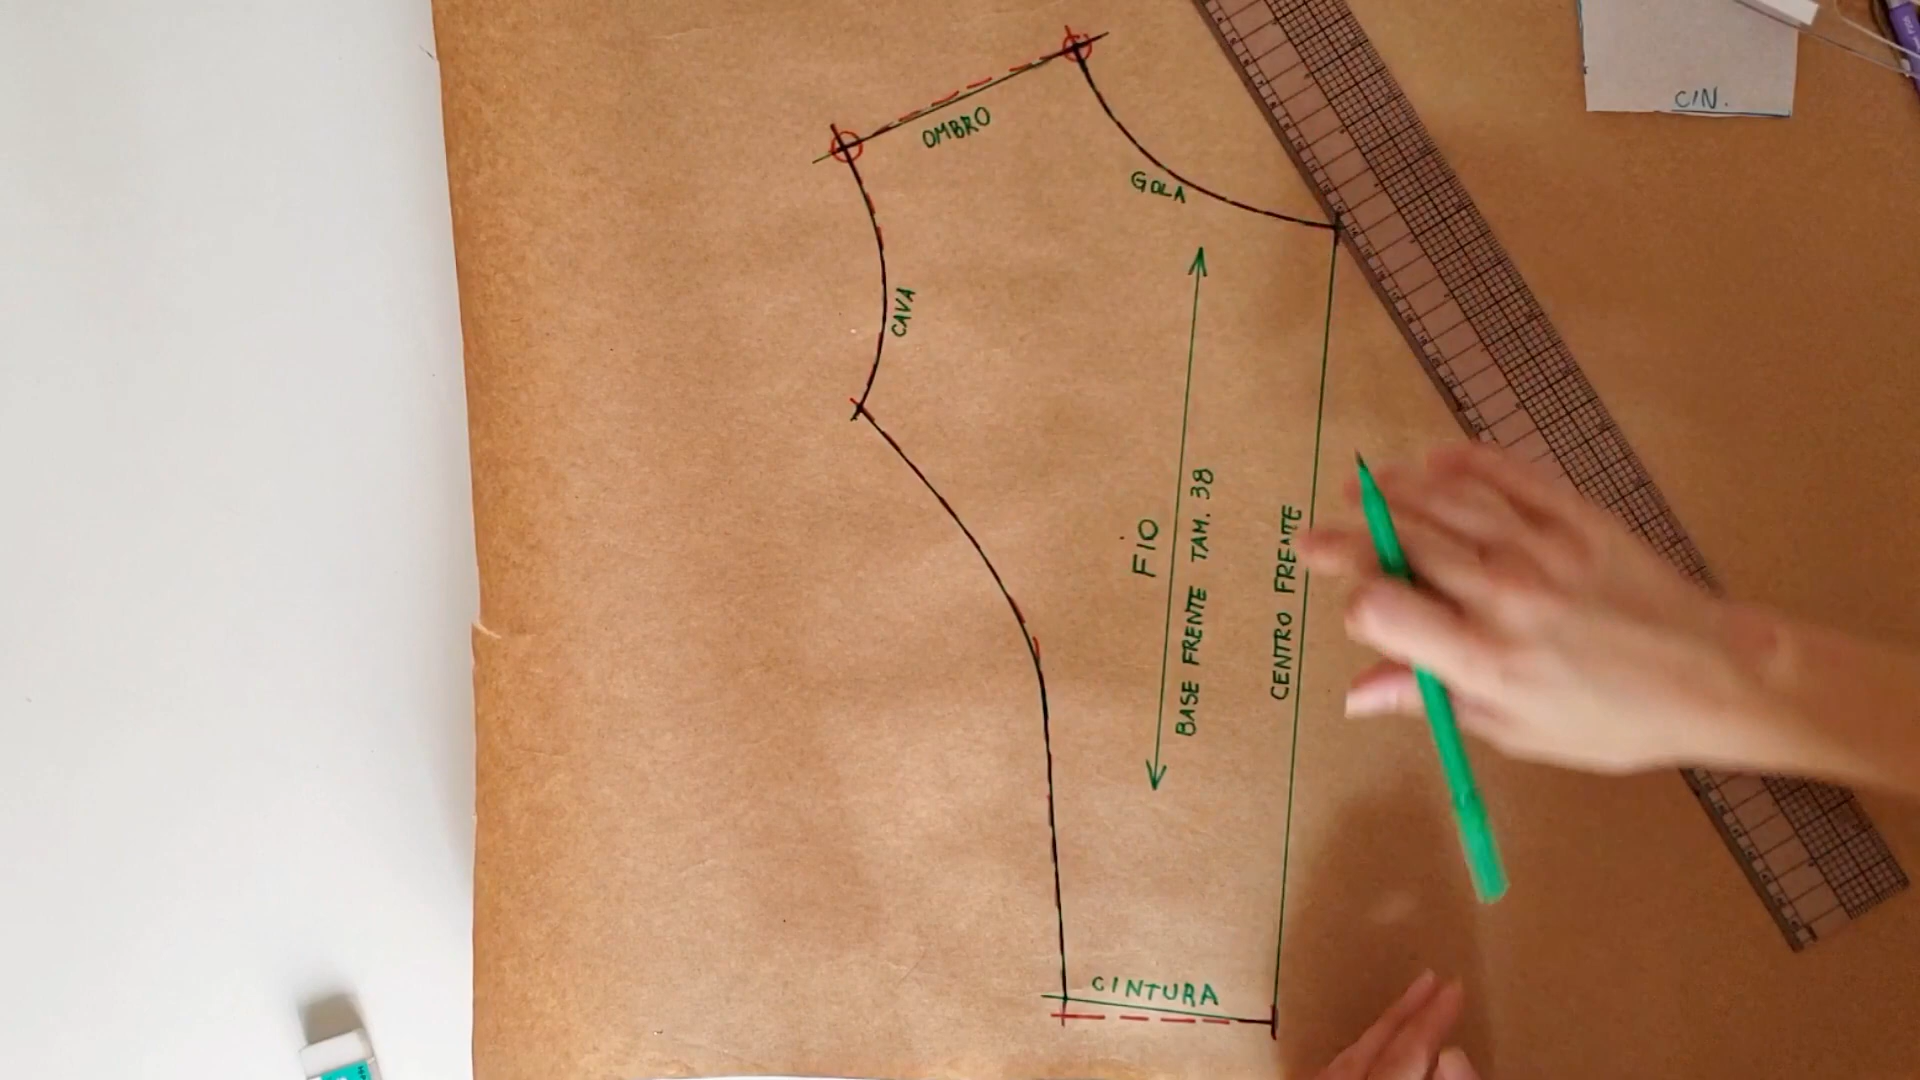 CIN.
OMBRO
GOLA
CAVA
FIO
BASE FRENTE TAM. 38
CENTRO FRENTE
CINTURA